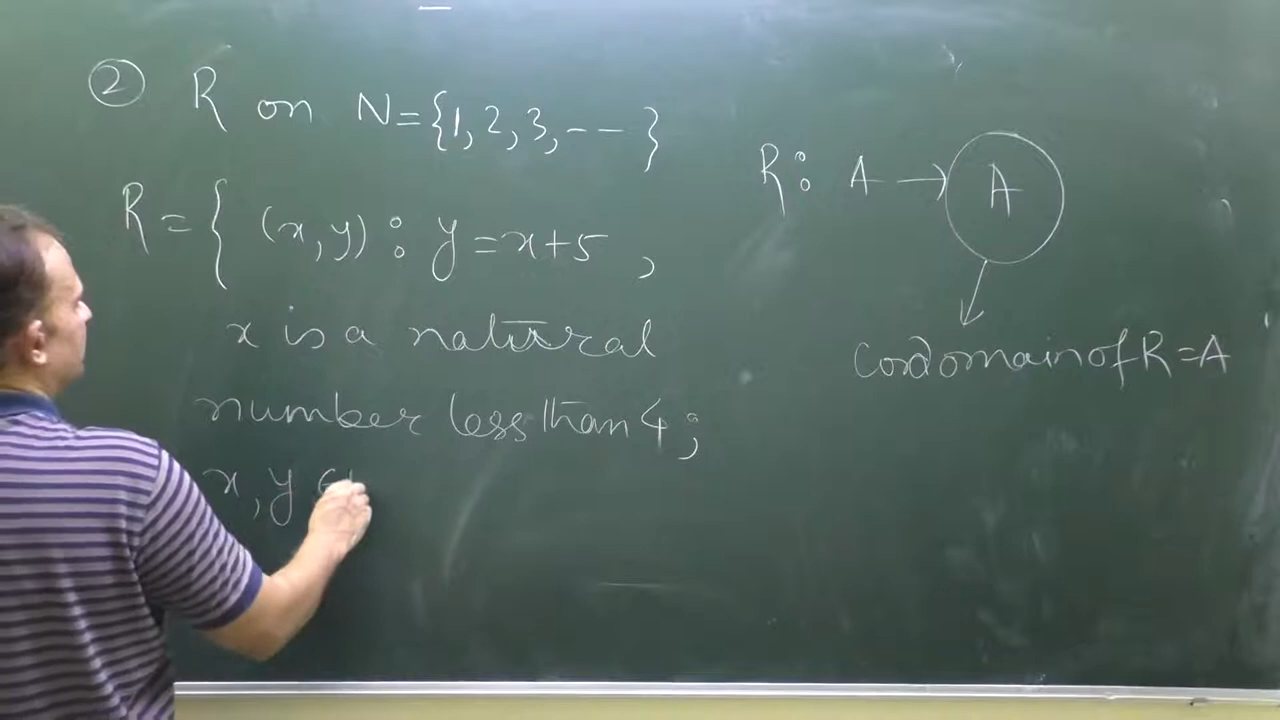 ② R on N={1,2,3,-- }
R={ (x,y) : y=x+5 ,
x is a natural
number less than 4 ;
x, y ∈
R : A → A
Codomain of R=A